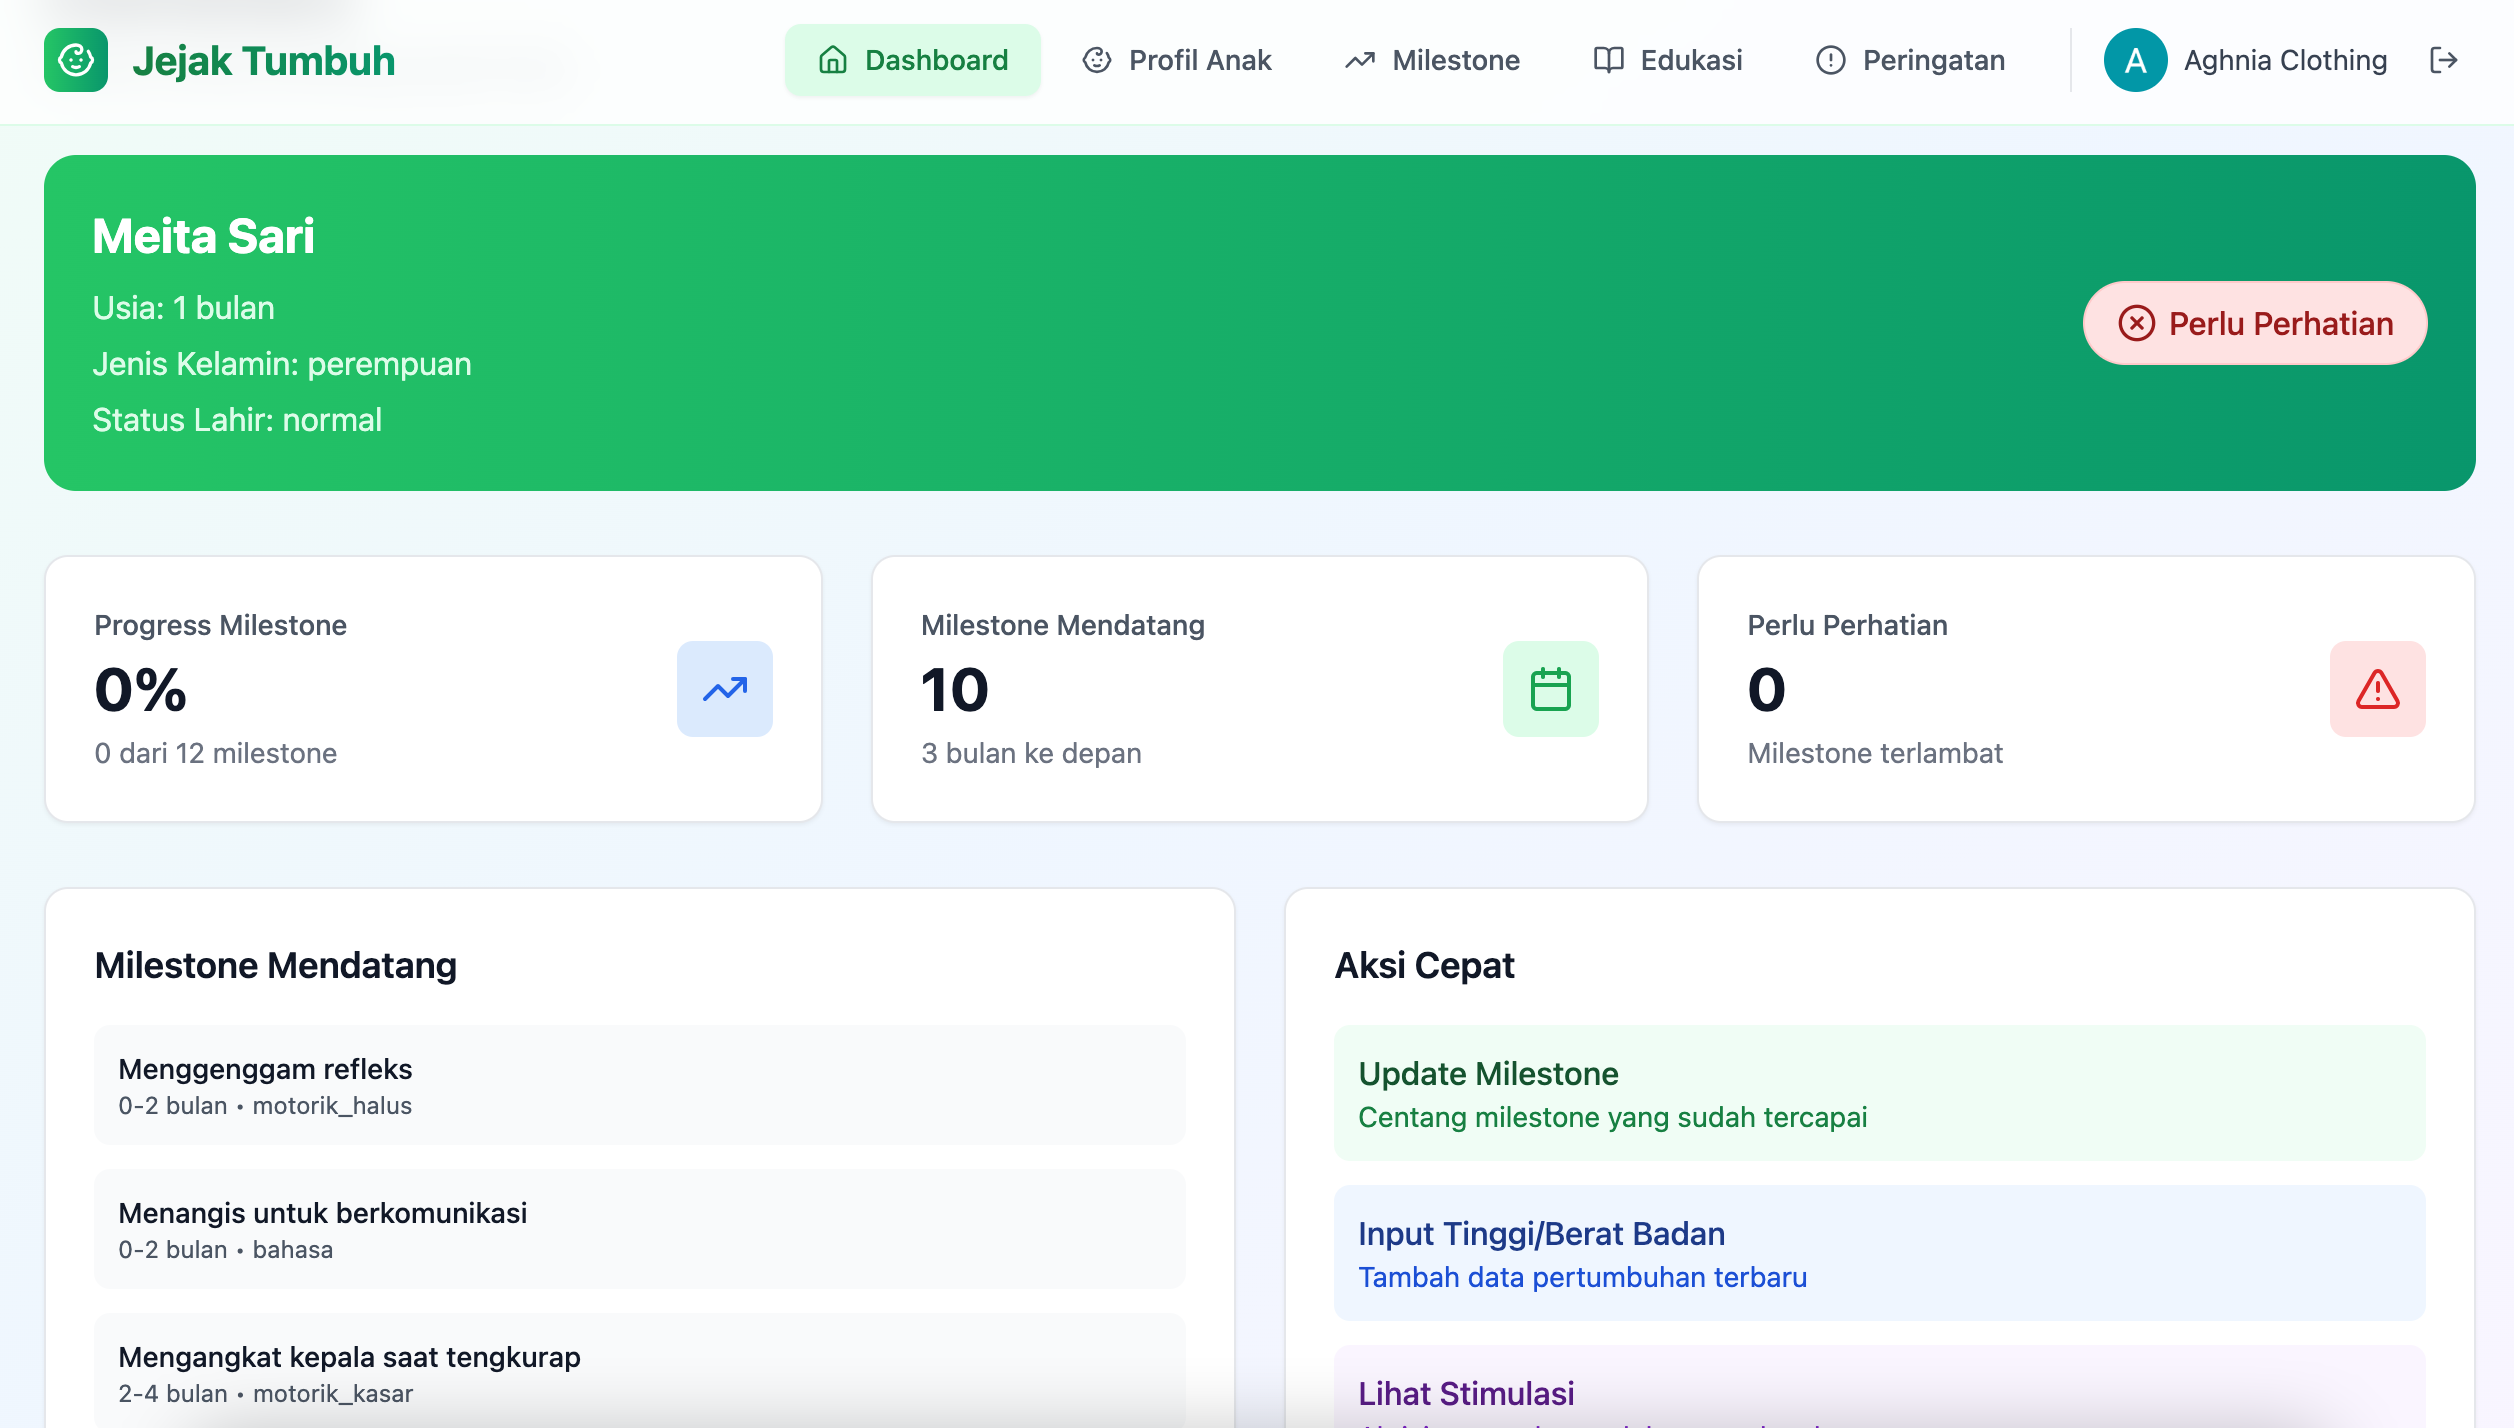 Jejak Tumbuh
Dashboard
Profil Anak
Milestone
Edukasi
Peringatan
A
Aghnia Clothing
Meita Sari
Usia: 1 bulan
Jenis Kelamin: perempuan
Status Lahir: normal
Perlu Perhatian
Progress Milestone
0%
0 dari 12 milestone
Milestone Mendatang
10
3 bulan ke depan
Perlu Perhatian
0
Milestone terlambat
Milestone Mendatang
Menggenggam refleks
0-2 bulan • motorik_halus
Menangis untuk berkomunikasi
0-2 bulan • bahasa
Mengangkat kepala saat tengkurap
2-4 bulan • motorik_kasar
Aksi Cepat
Update Milestone
Centang milestone yang sudah tercapai
Input Tinggi/Berat Badan
Tambah data pertumbuhan terbaru
Lihat Stimulasi